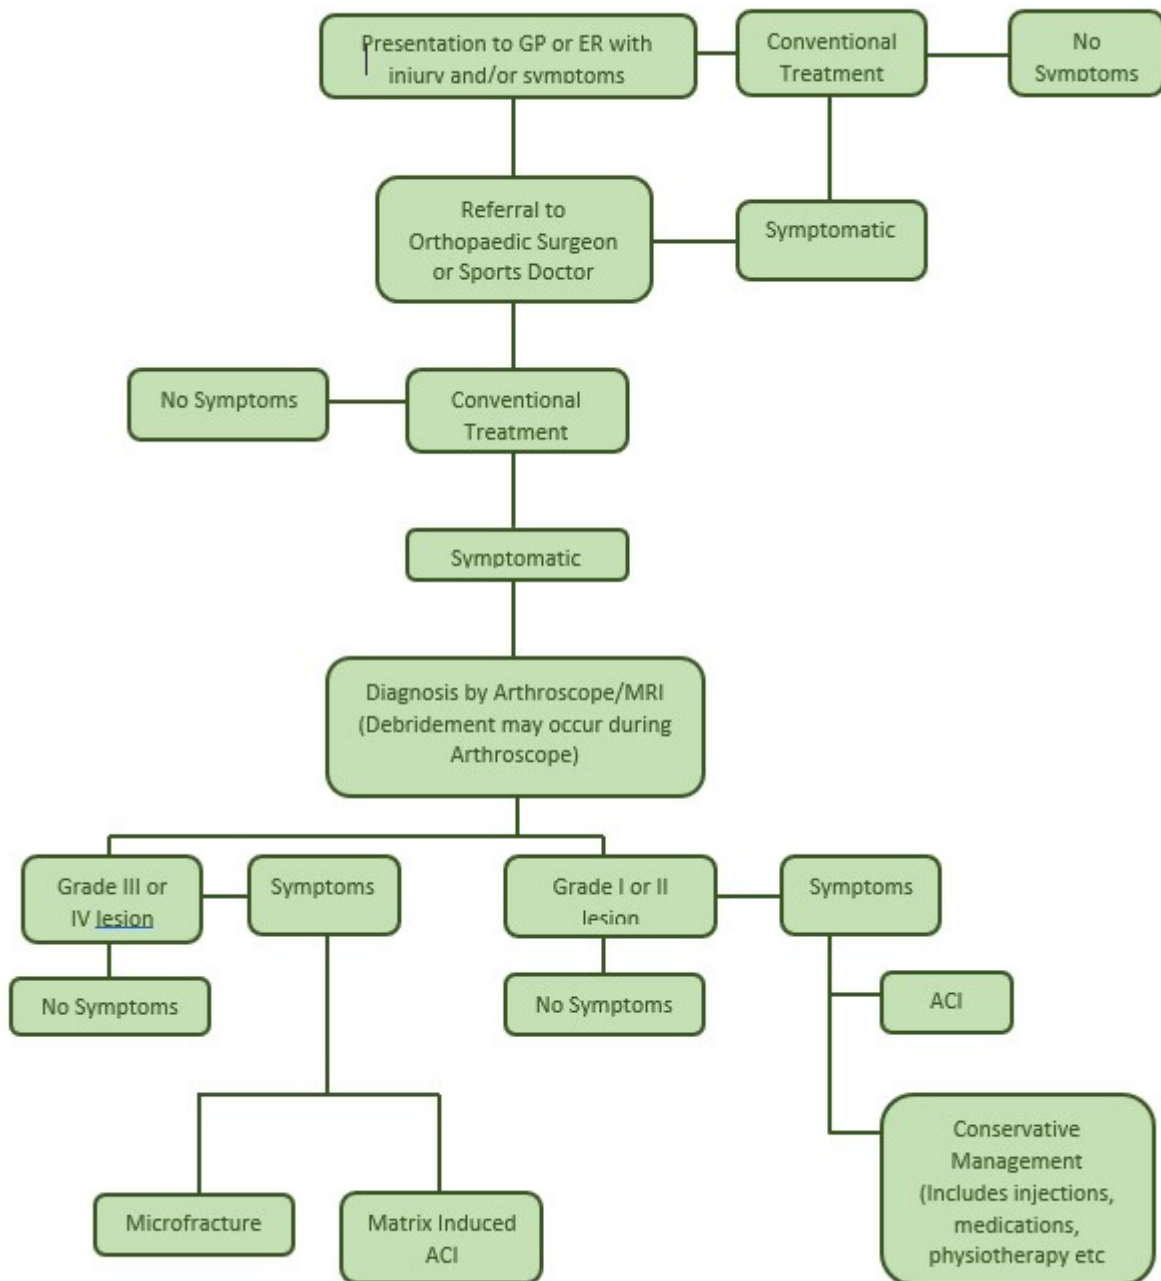 Presentation to GP or ER with
injury and/or symptoms
Conventional
Treatment
No
Symptoms
Referral to
Orthopaedic Surgeon
or Sports Doctor
Symptomatic
No Symptoms
Conventional
Treatment
Symptomatic
Diagnosis by Arthroscope/MRI
(Debridement may occur during
Arthroscope)
Grade III or
IV lesion
Symptoms
Grade I or II
lesion
Symptoms
No Symptoms
No Symptoms
ACI
Microfracture
Matrix Induced
ACI
Conservative
Management
(Includes injections,
medications,
physiotherapy etc